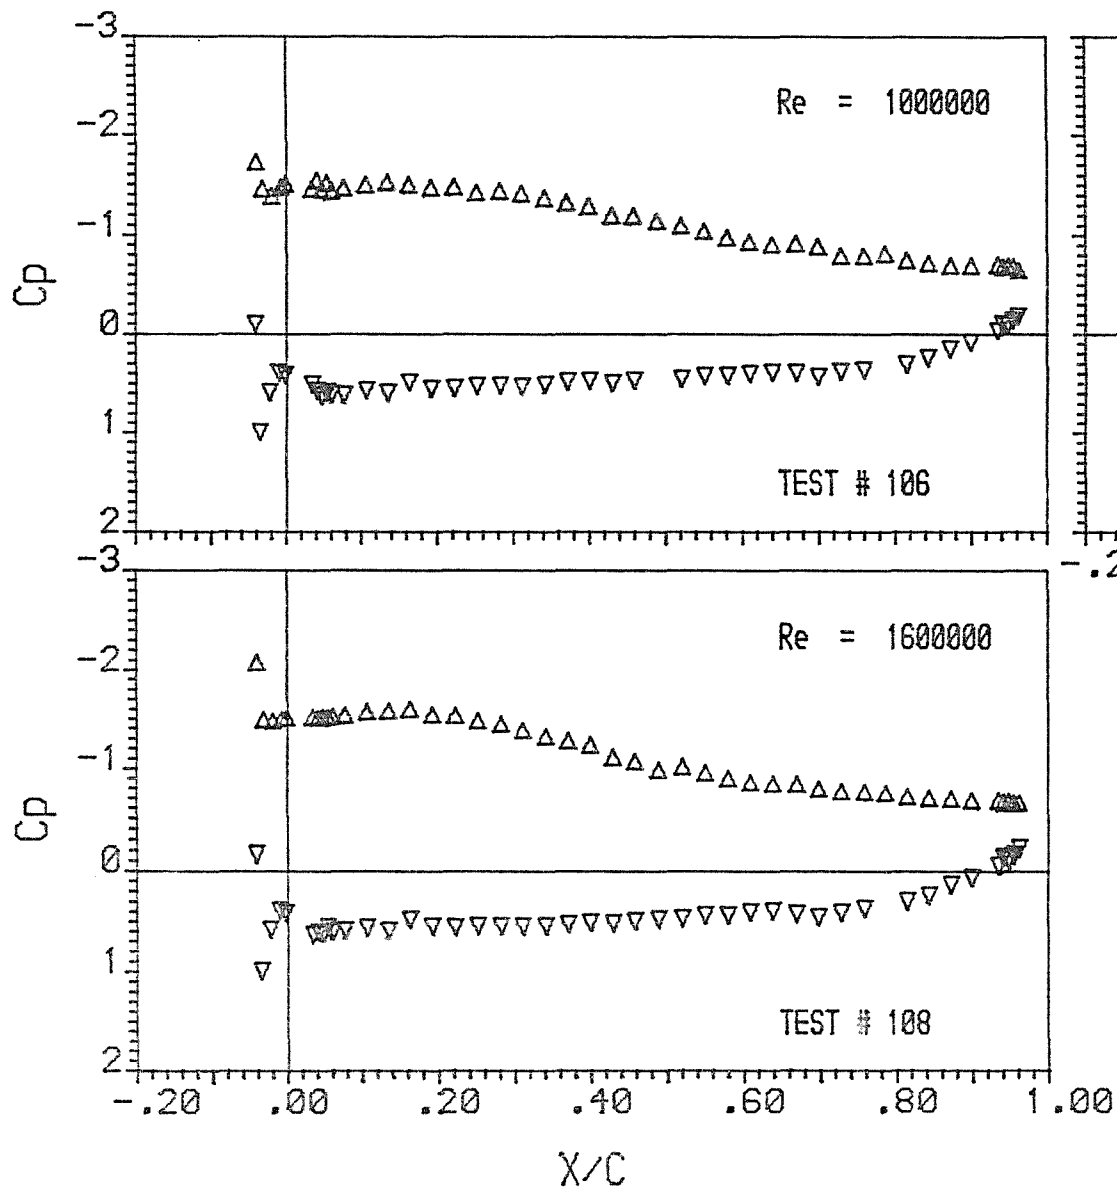 -3
-2
-1
0
1
2
Cp
Re = 1000000
TEST # 106
-3
-2
-1
0
1
2
Cp
Re = 1600000
TEST # 108
-.2
-.20 .00 .20 .40 .60 .80 1.00
X/C